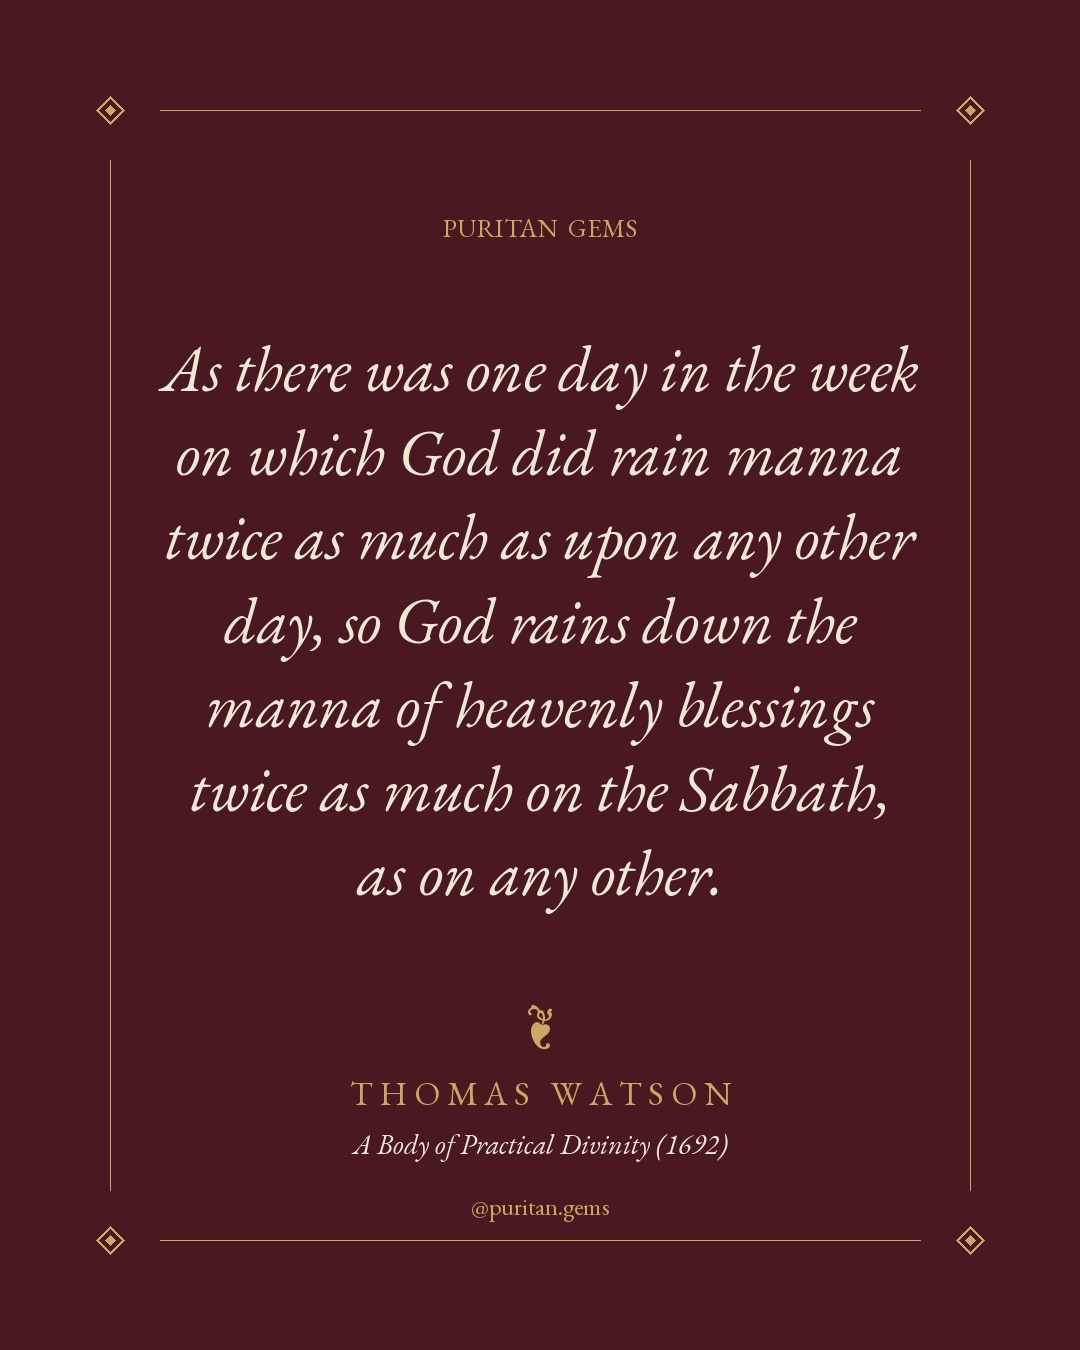 PURITAN GEMS
As there was one day in the week
on which God did rain manna
twice as much as upon any other
day, so God rains down the
manna of heavenly blessings
twice as much on the Sabbath,
as on any other.
THOMAS WATSON
A Body of Practical Divinity (1692)
@puritan.gems